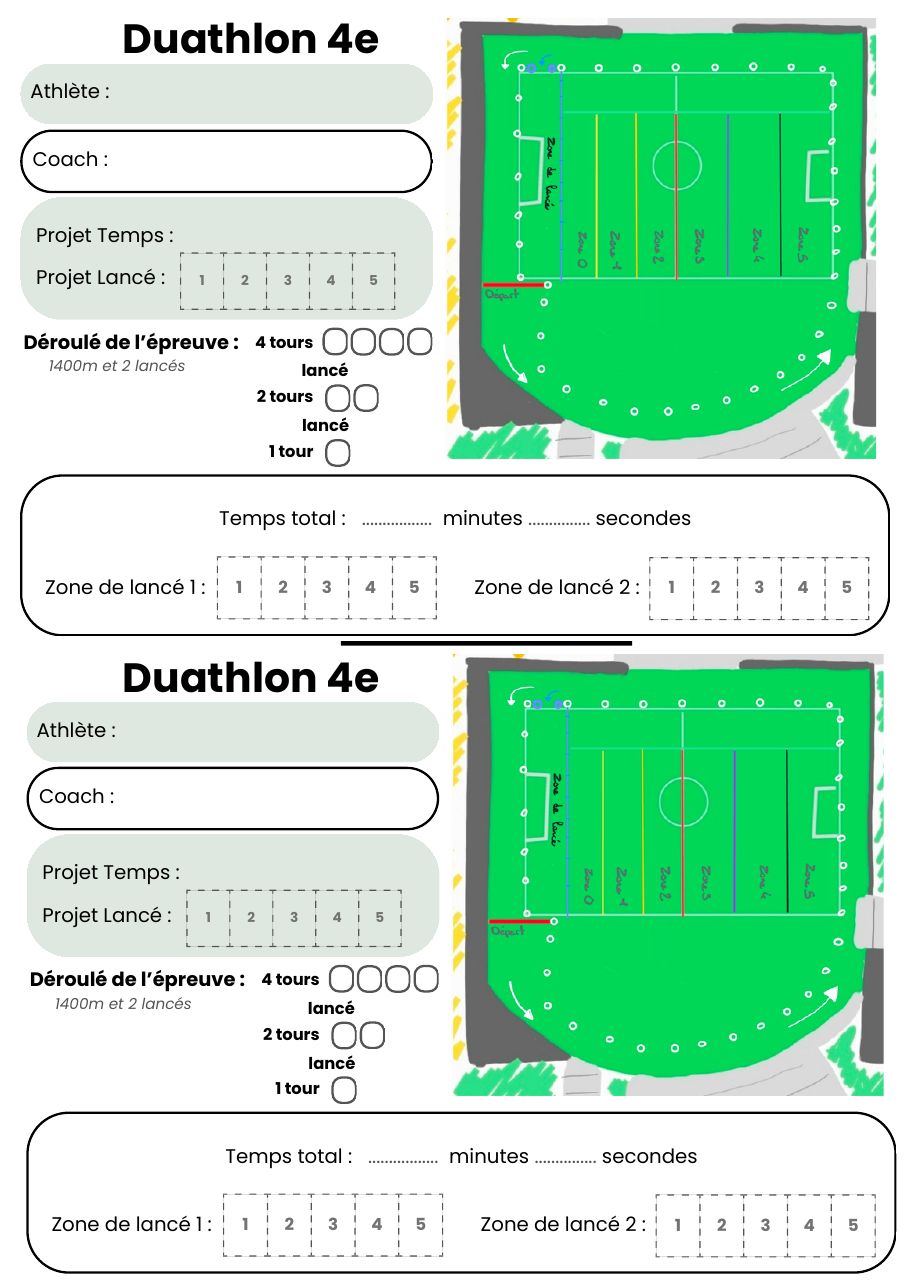 Duathlon 4e
Athlète :
Coach :
Projet Temps :
Projet Lancé : 1 2 3 4 5
Déroulé de l'épreuve : 4 tours
1400m et 2 lancés
lancé
2 tours
lancé
1 tour
Zone de lancé
Zone 0
Zone 1
Zone 2
Zone 3
Zone 4
Zone 5
Départ
Temps total : ................. minutes ............... secondes
Zone de lancé 1 : 1 2 3 4 5 Zone de lancé 2 : 1 2 3 4 5
Duathlon 4e
Athlète :
Coach :
Projet Temps :
Projet Lancé : 1 2 3 4 5
Déroulé de l'épreuve : 4 tours
1400m et 2 lancés
lancé
2 tours
lancé
1 tour
Zone de lancé
Zone 0
Zone 1
Zone 2
Zone 3
Zone 4
Zone 5
Départ
Temps total : ................. minutes ............... secondes
Zone de lancé 1 : 1 2 3 4 5 Zone de lancé 2 : 1 2 3 4 5